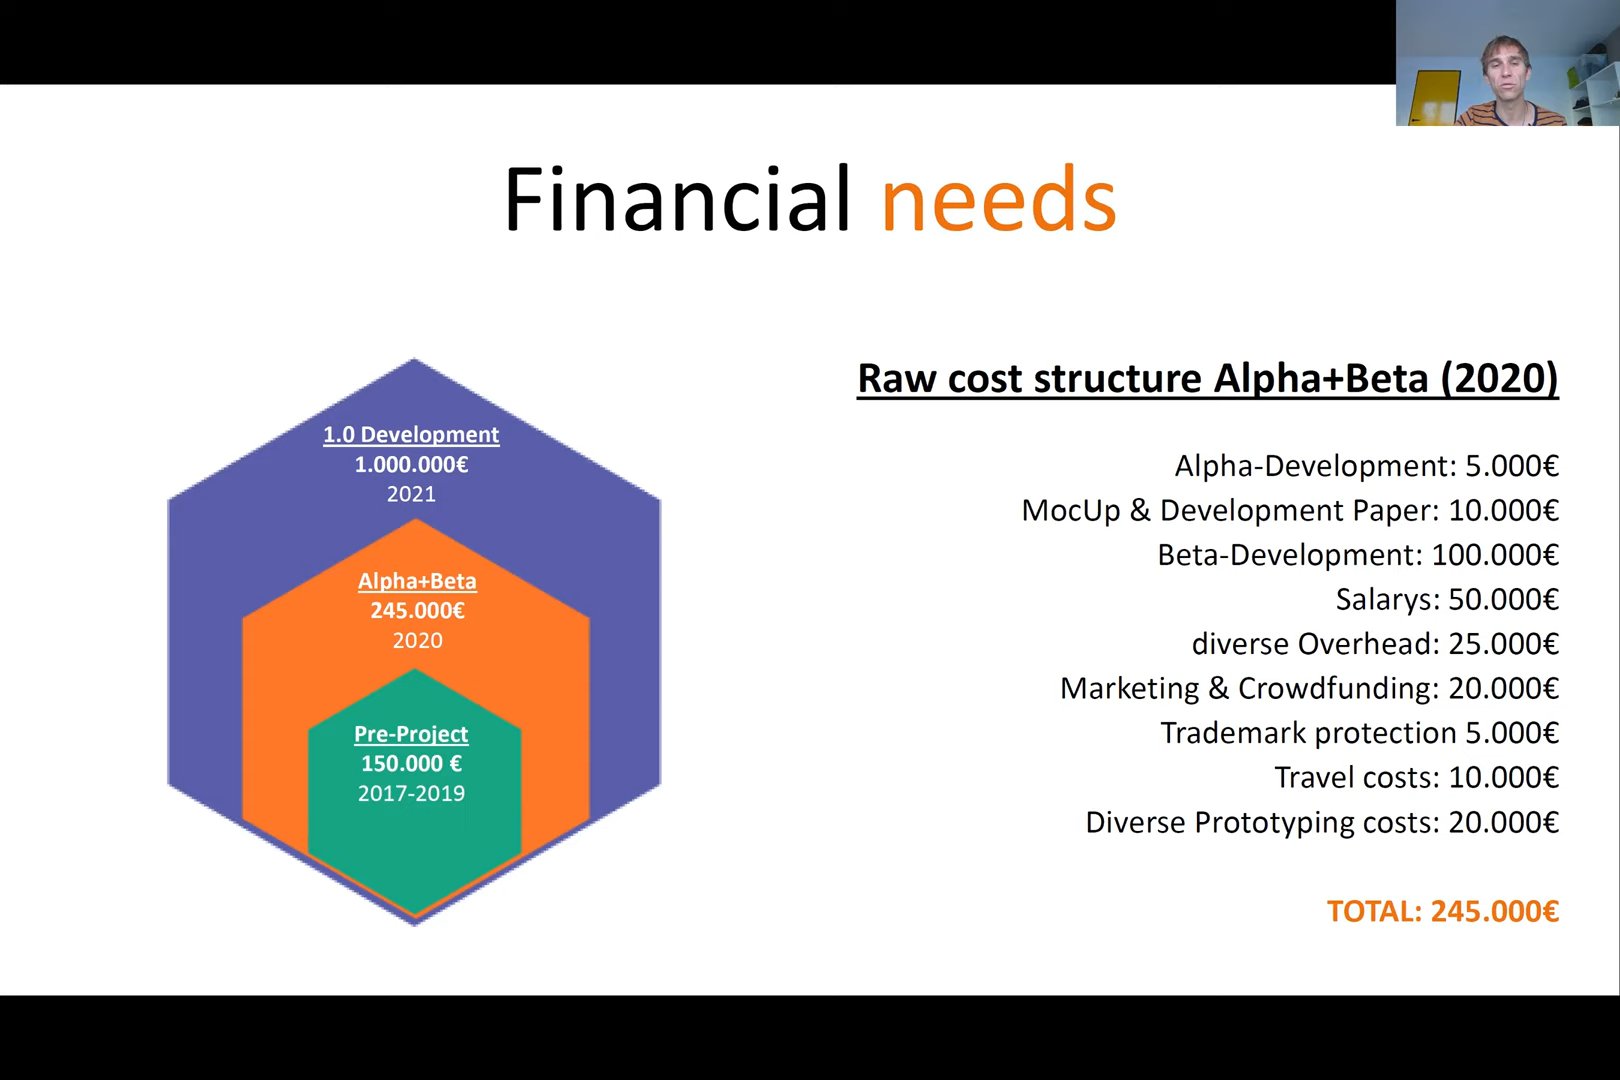 Financial needs
1.0 Development
1.000.000€
2021
Alpha+Beta
245.000€
2020
Pre-Project
150.000 €
2017-2019
Raw cost structure Alpha+Beta (2020)
Alpha-Development: 5.000€
MocUp & Development Paper: 10.000€
Beta-Development: 100.000€
Salarys: 50.000€
diverse Overhead: 25.000€
Marketing & Crowdfunding: 20.000€
Trademark protection 5.000€
Travel costs: 10.000€
Diverse Prototyping costs: 20.000€
TOTAL: 245.000€